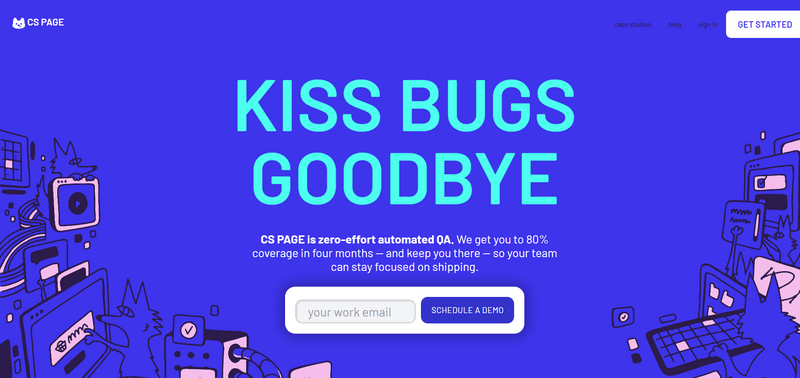 CS PAGE
case studies
blog
sign in
GET STARTED
KISS BUGS
GOODBYE
CS PAGE is zero-effort automated QA. We get you to 80%
coverage in four months — and keep you there — so your team
can stay focused on shipping.
your work email
SCHEDULE A DEMO